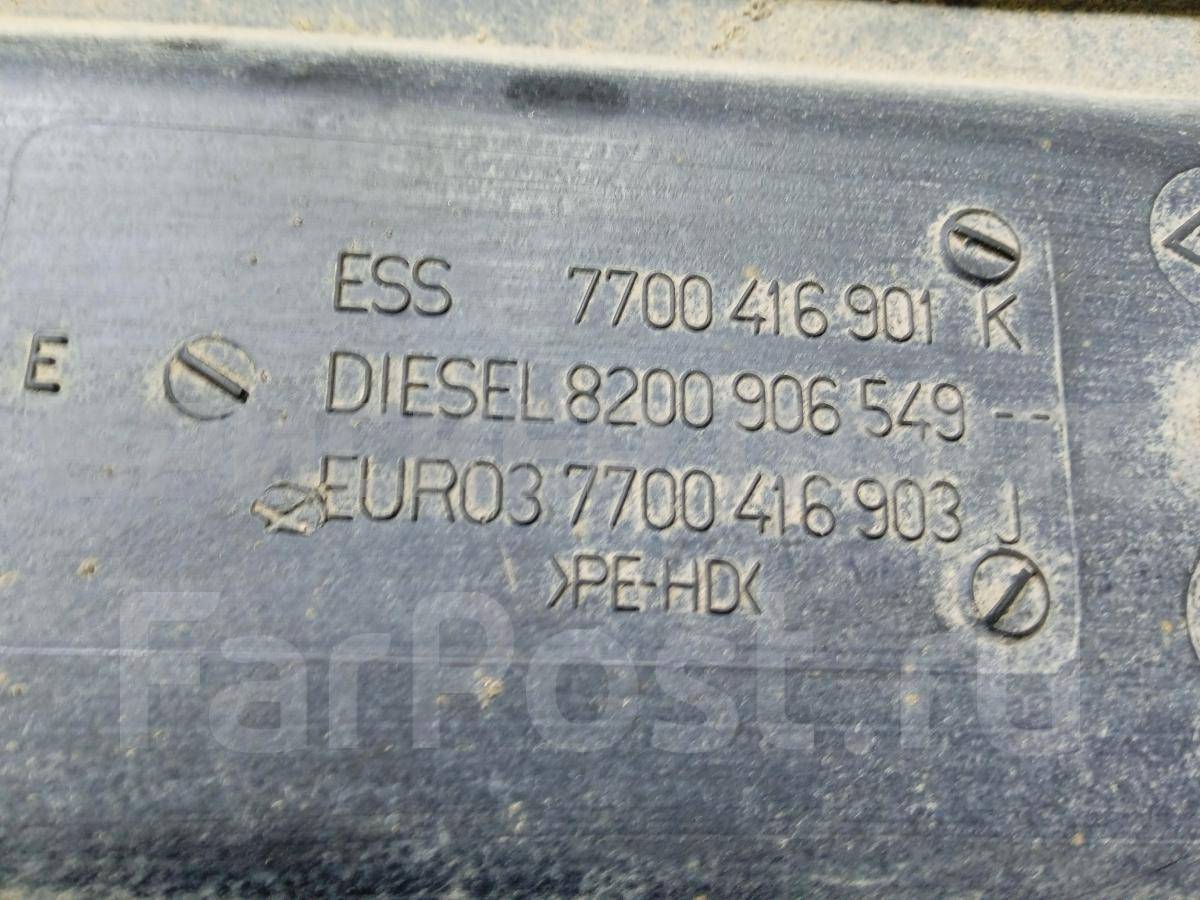 ESS 7700 416 901 K
E
DIESEL 8200 906 549 --
EURO3 7700 416 903 J
>PE-HD<
FarPost.ru